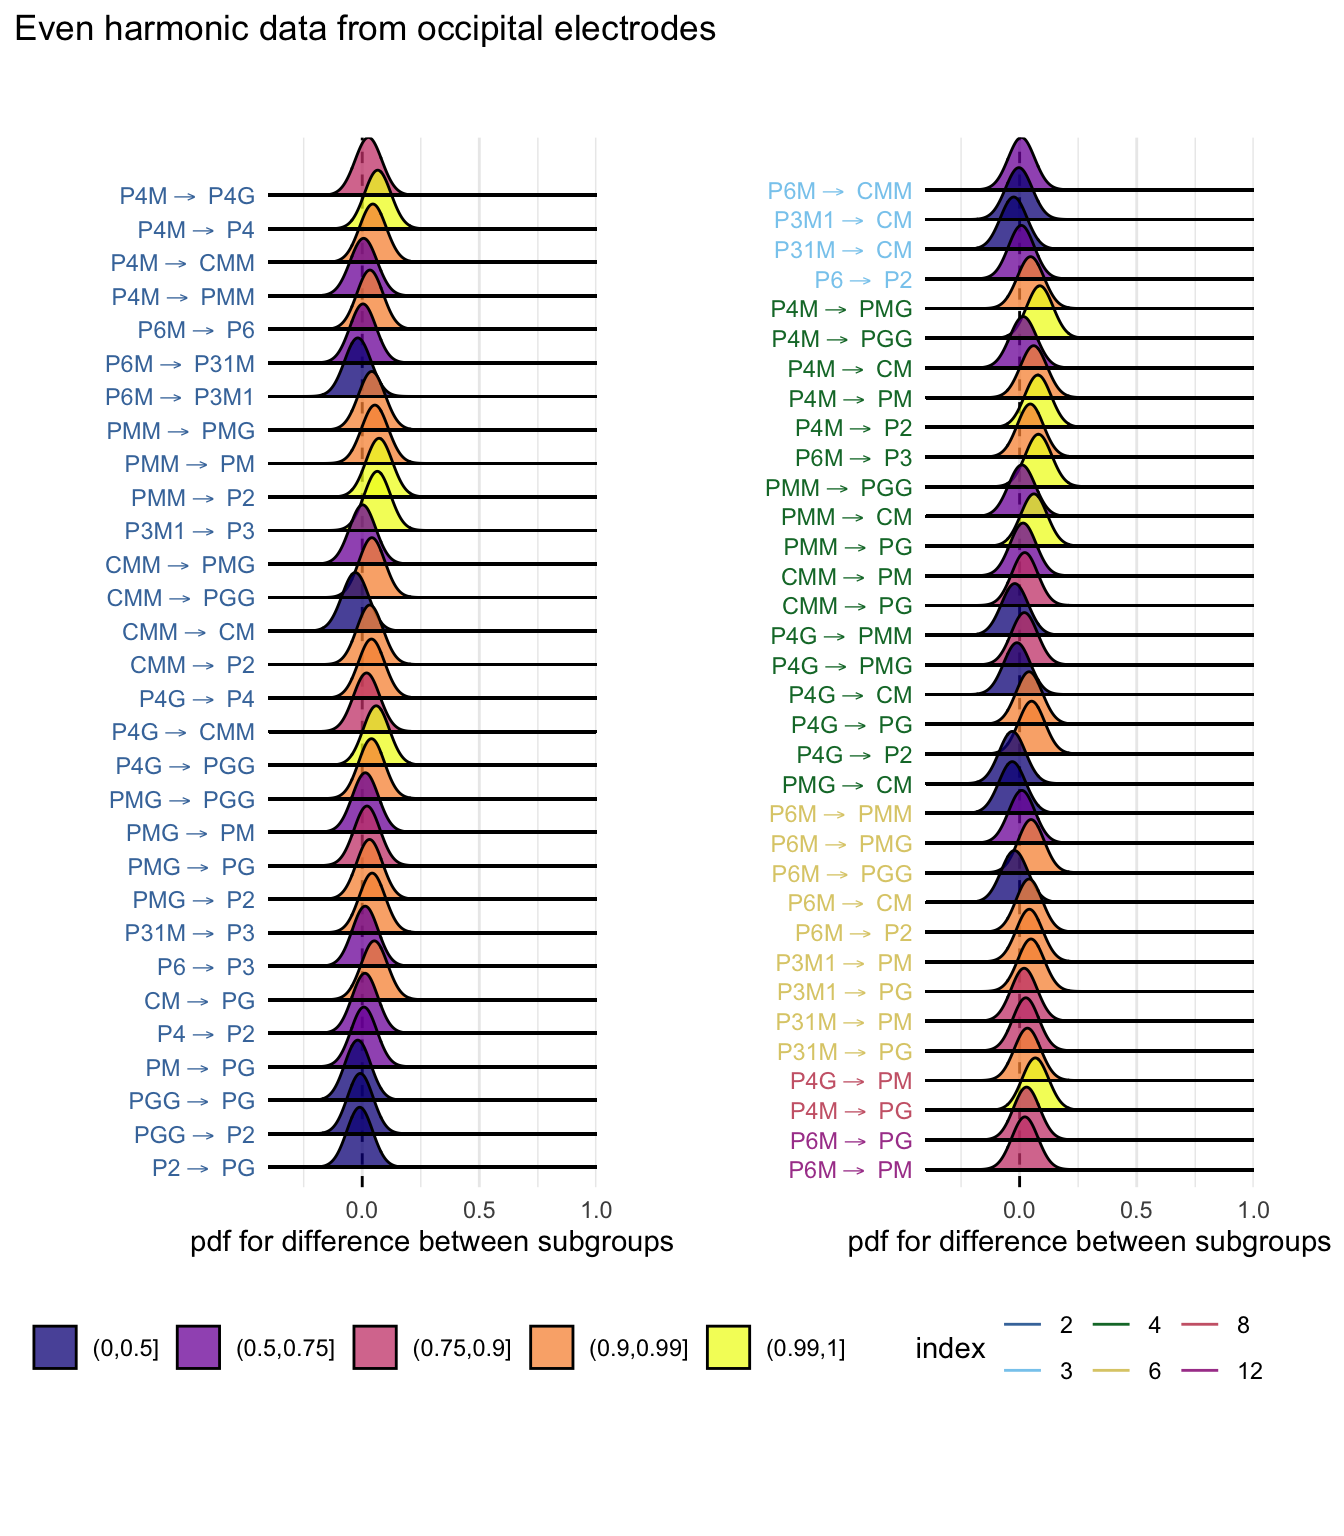 Even harmonic data from occipital electrodes
P4M → P4G
P4M → P4
P4M → CMM
P4M → PMM
P6M → P6
P6M → P31M
P6M → P3M1
PMM → PMG
PMM → PM
PMM → P2
P3M1 → P3
CMM → PMG
CMM → PGG
CMM → CM
CMM → P2
P4G → P4
P4G → CMM
P4G → PGG
PMG → PGG
PMG → PM
PMG → PG
PMG → P2
P31M → P3
P6 → P3
CM → PG
P4 → P2
PM → PG
PGG → PG
PGG → P2
P2 → PG
0.0 0.5 1.0
pdf for difference between subgroups
P6M → CMM
P3M1 → CM
P31M → CM
P6 → P2
P4M → PMG
P4M → PGG
P4M → CM
P4M → PM
P4M → P2
P6M → P3
PMM → PGG
PMM → CM
PMM → PG
CMM → PM
CMM → PG
P4G → PMM
P4G → PMG
P4G → CM
P4G → PG
P4G → P2
PMG → CM
P6M → PMM
P6M → PMG
P6M → PGG
P6M → CM
P6M → P2
P3M1 → PM
P3M1 → PG
P31M → PM
P31M → PG
P4G → PM
P4M → PG
P6M → PG
P6M → PM
0.0 0.5 1.0
pdf for difference between subgroups
(0,0.5] (0.5,0.75] (0.75,0.9] (0.9,0.99] (0.99,1]
index
2 4 8
3 6 12